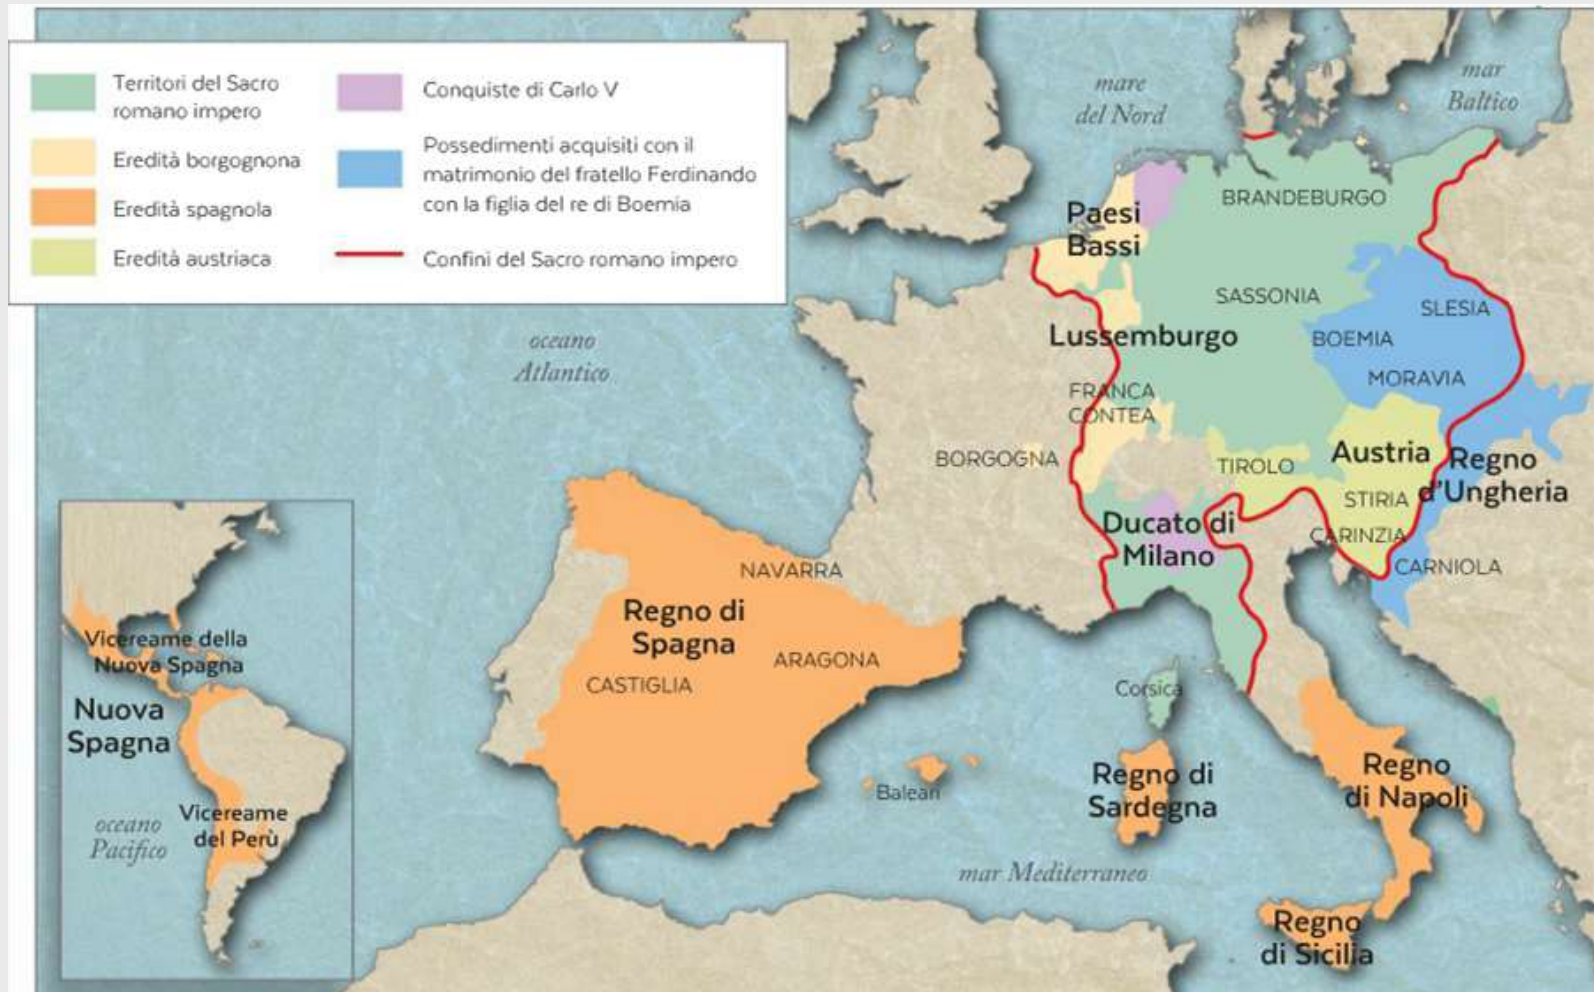 Territori del Sacro
romano impero
Eredità borgognona
Eredità spagnola
Eredità austriaca
Conquiste di Carlo V
Possedimenti acquisiti con il
matrimonio del fratello Ferdinando
con la figlia del re di Boemia
Confini del Sacro romano impero
mare
del Nord
mar
Baltico
BRANDEBURGO
Paesi
Bassi
SASSONIA
SLESIA
Lussemburgo
BOEMIA
MORAVIA
oceano
Atlantico
FRANCA
CONTEA
BORGOGNA
TIROLO
Austria
Regno
d'Ungheria
STIRIA
Ducato di
Milano
CARINZIA
CARNIOLA
NAVARRA
Regno di
Spagna
ARAGONA
CASTIGLIA
Corsica
Baleari
Regno di
Sardegna
Regno
di Napoli
mar Mediterraneo
Regno
di Sicilia
Vicereame della
Nuova Spagna
Nuova
Spagna
Vicereame
del Perù
oceano
Pacifico